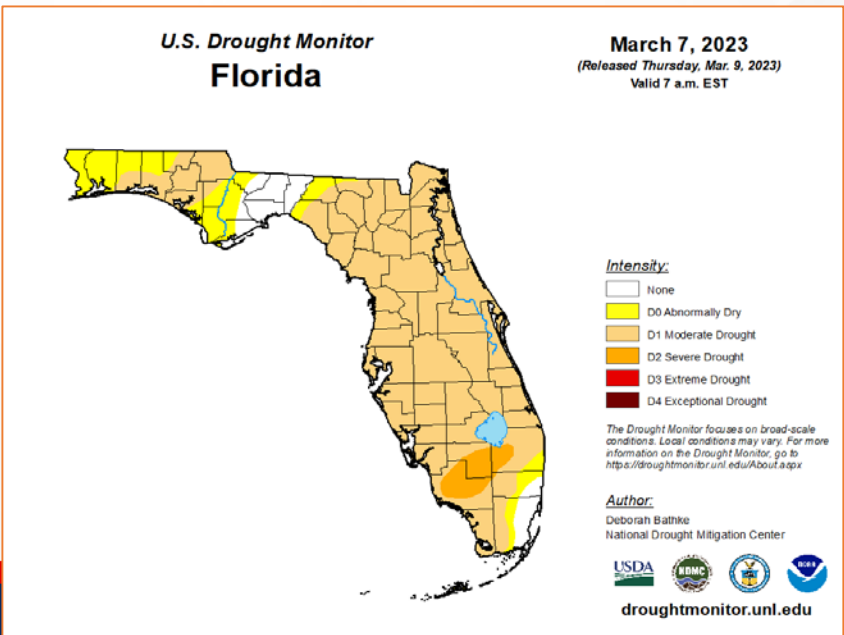 U.S. Drought Monitor
Florida
March 7, 2023
(Released Thursday, Mar. 9, 2023)
Valid 7 a.m. EST
Intensity:
None
D0 Abnormally Dry
D1 Moderate Drought
D2 Severe Drought
D3 Extreme Drought
D4 Exceptional Drought
The Drought Monitor focuses on broad-scale
conditions. Local conditions may vary. For more
information on the Drought Monitor, go to
https://droughtmonitor.unl.edu/About.aspx
Author:
Deborah Bathke
National Drought Mitigation Center
USDA
NDMC
NOAA
droughtmonitor.unl.edu